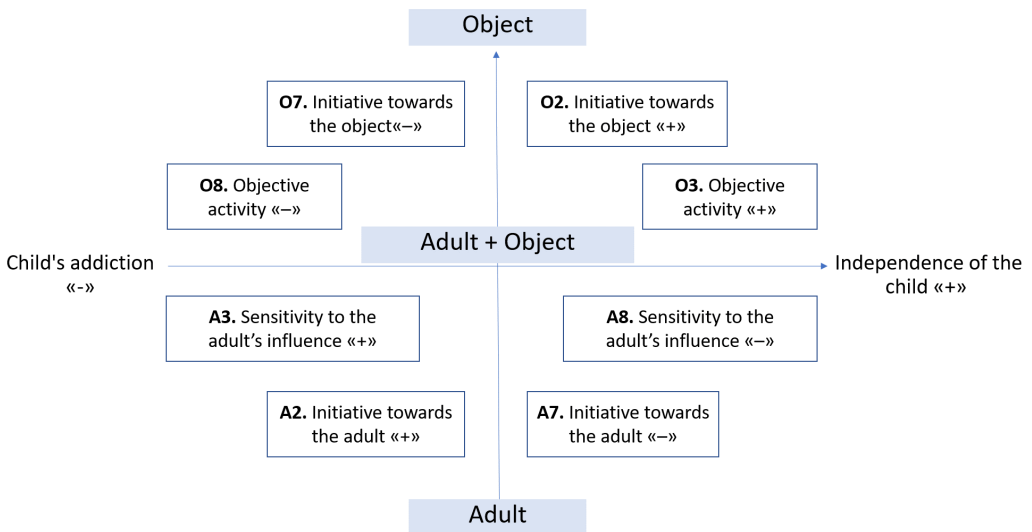 Object
O7. Initiative towards
the object«–»
O2. Initiative towards
the object «+»
O8. Objective
activity «–»
O3. Objective
activity «+»
Adult + Object
Child's addiction
«-»
Independence of the
child «+»
A3. Sensitivity to the
adult's influence «+»
A8. Sensitivity to the
adult’s influence «–»
A2. Initiative towards
the adult «+»
A7. Initiative towards
the adult «–»
Adult